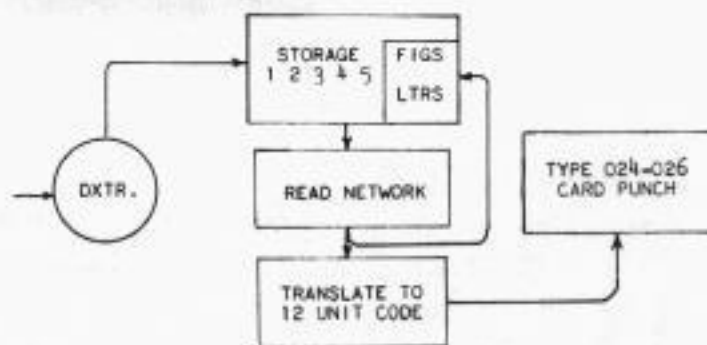 STORAGE
1 2 3 4 5
FIGS
LTRS
DXTR.
READ NETWORK
TYPE 024-026
CARD PUNCH
TRANSLATE TO
12 UNIT CODE